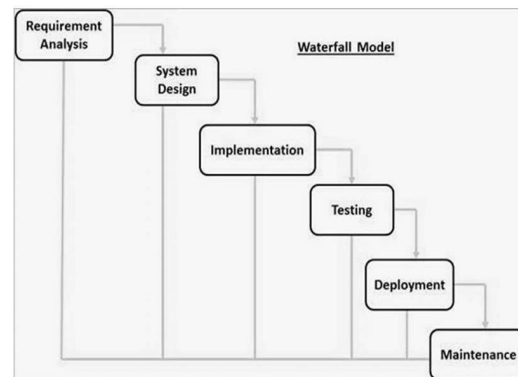 Requirement
Analysis
Waterfall Model
System
Design
Implementation
Testing
Deployment
Maintenance